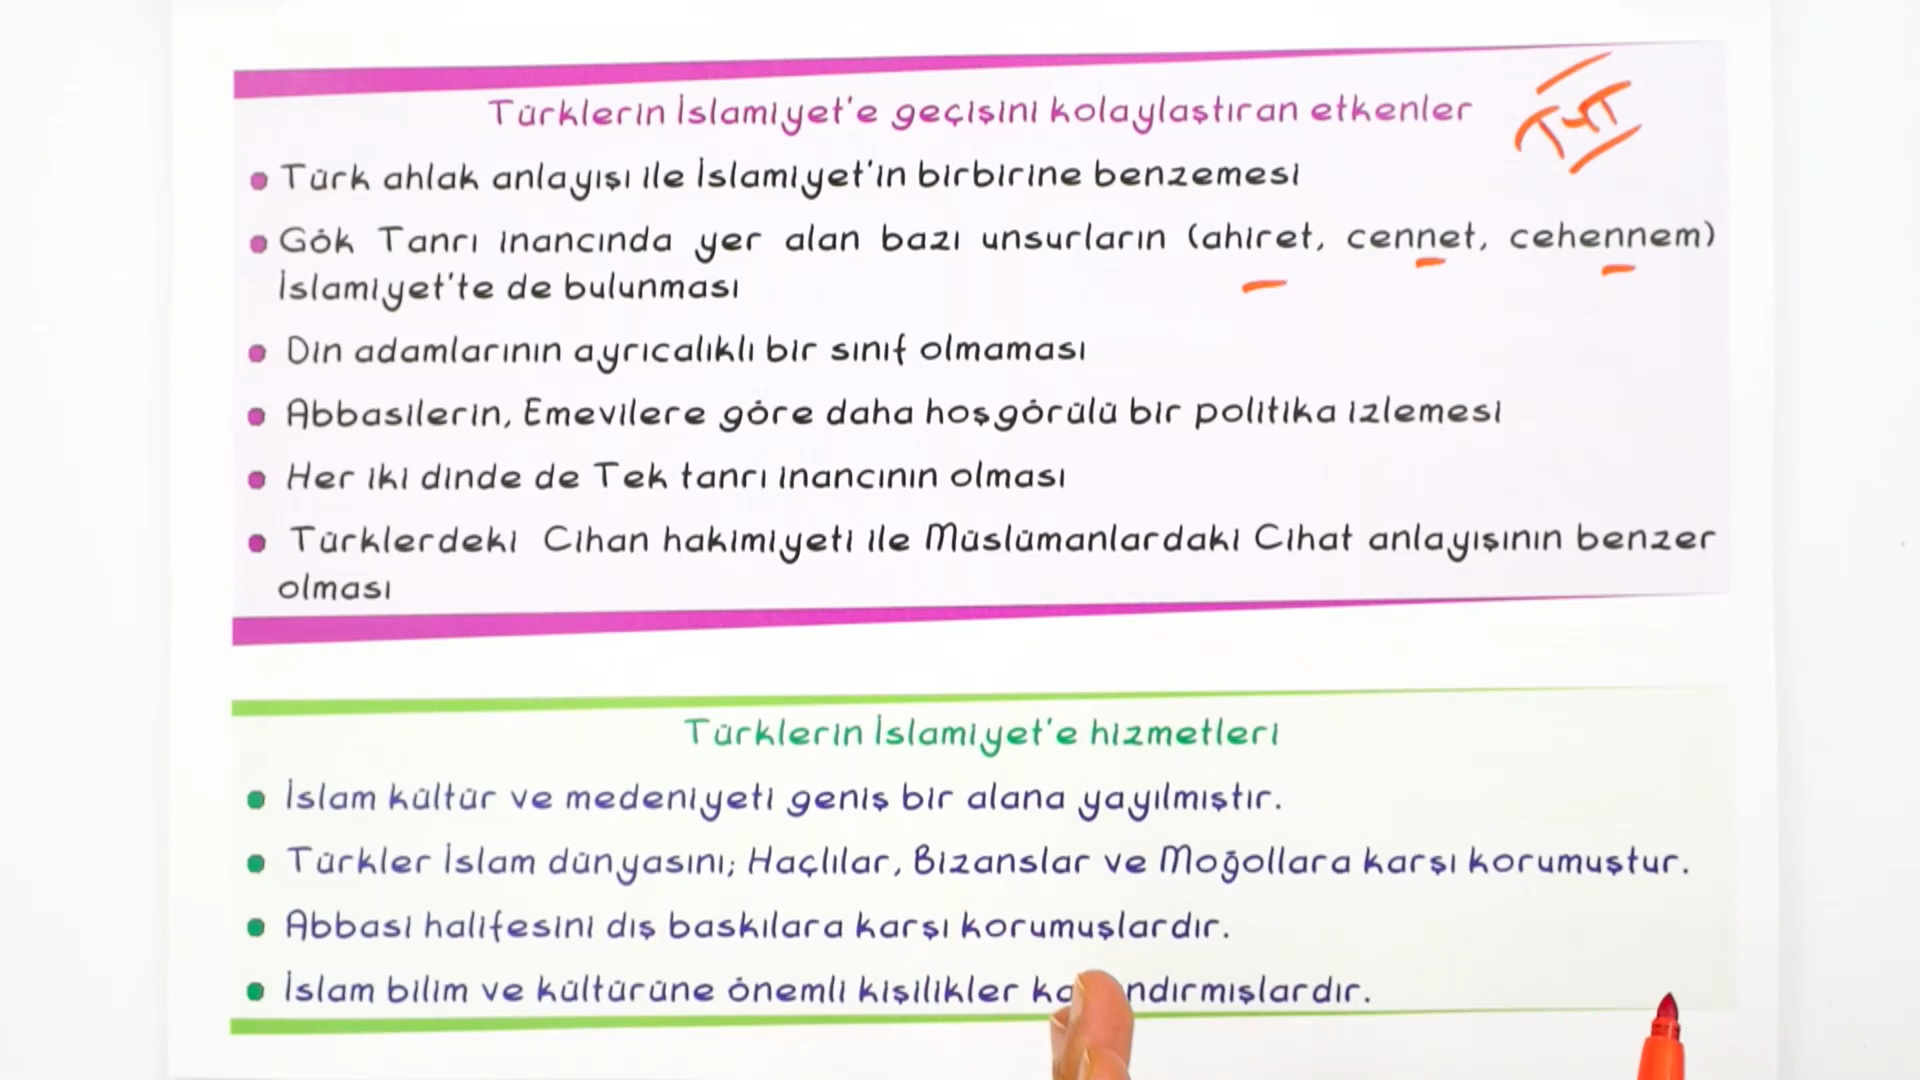 Türklerin İslamiyet'e geçişini kolaylaştıran etkenler
TYT
Türk ahlak anlayışı ile İslamiyet'in birbirine benzemesi
Gök Tanrı inancında yer alan bazı unsurların (ahiret, cennet, cehennem)
İslamiyet'te de bulunması
Din adamlarının ayrıcalıklı bir sınıf olmaması
Abbasilerin, Emevilere göre daha hoşgörülü bir politika izlemesi
Her iki dinde de Tek tanrı inancının olması
Türklerdeki Cihan hakimiyeti ile Müslümanlardaki Cihat anlayışının benzer
olması
Türklerin İslamiyet'e hizmetleri
İslam kültür ve medeniyeti geniş bir alana yayılmıştır.
Türkler İslam dünyasını; Haçlılar, Bizanslar ve Moğollara karşı korumuştur.
Abbasi halifesini dış baskılara karşı korumuşlardır.
İslam bilim ve kültürüne önemli kişilikler